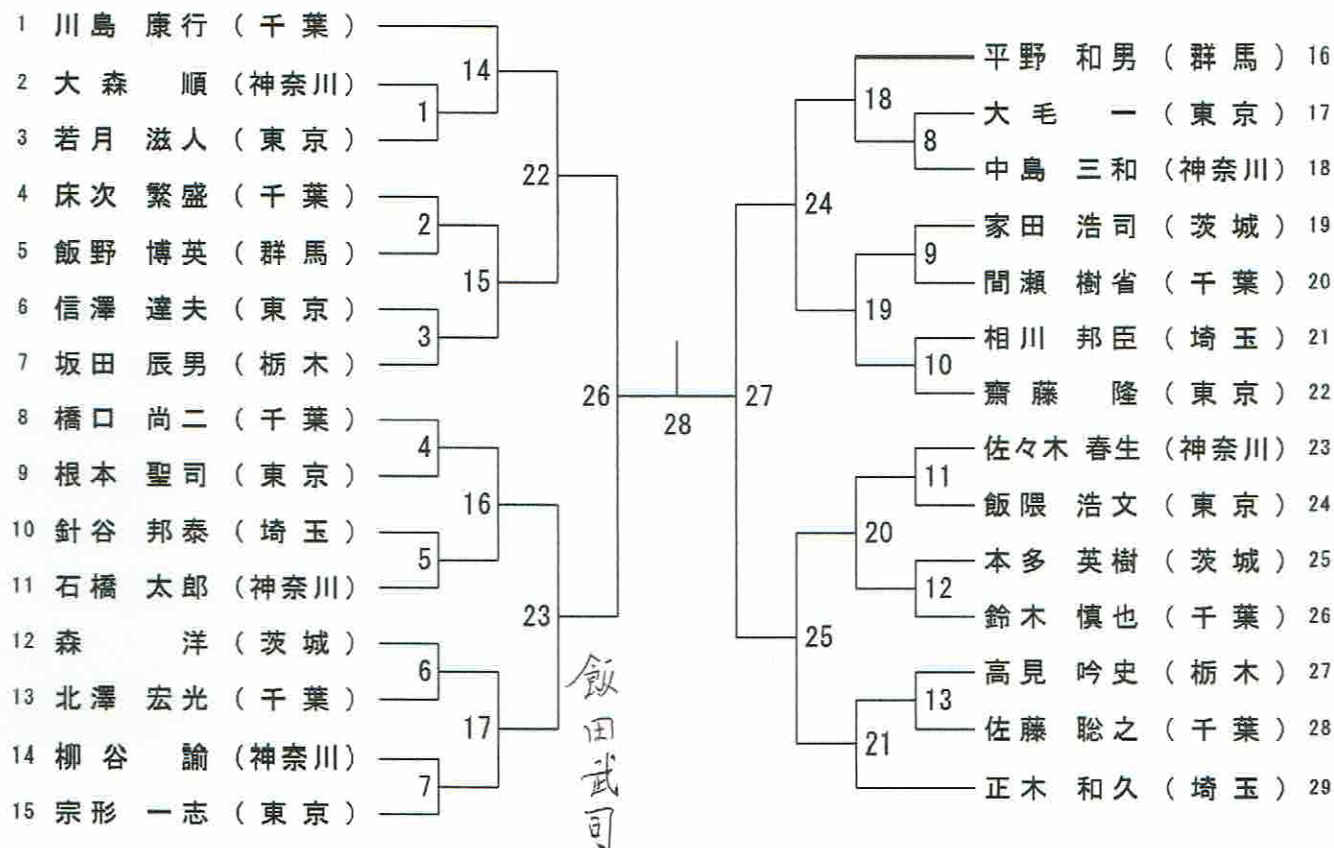 1 川島 康行 (千葉)
2 大森 順 (神奈川)
3 若月 滋人 (東京)
4 床次 繁盛 (千葉)
5 飯野 博英 (群馬)
6 信澤 達夫 (東京)
7 坂田 辰男 (栃木)
8 橋口 尚二 (千葉)
9 根本 聖司 (東京)
10 針谷 邦泰 (埼玉)
11 石橋 太郎 (神奈川)
12 森 洋 (茨城)
13 北澤 宏光 (千葉)
14 柳谷 諭 (神奈川)
15 宗形 一志 (東京)
1
2
3
4
5
6
7
14
15
16
17
22
23
26
28
飯田武司
27
24
25
18
19
20
21
8
9
10
11
12
13
平野 和男 (群馬) 16
大毛 一 (東京) 17
中島 三和 (神奈川) 18
家田 浩司 (茨城) 19
間瀬 樹省 (千葉) 20
相川 邦臣 (埼玉) 21
齋藤 隆 (東京) 22
佐々木 春生 (神奈川) 23
飯隈 浩文 (東京) 24
本多 英樹 (茨城) 25
鈴木 慎也 (千葉) 26
高見 吟史 (栃木) 27
佐藤 聡之 (千葉) 28
正木 和久 (埼玉) 29